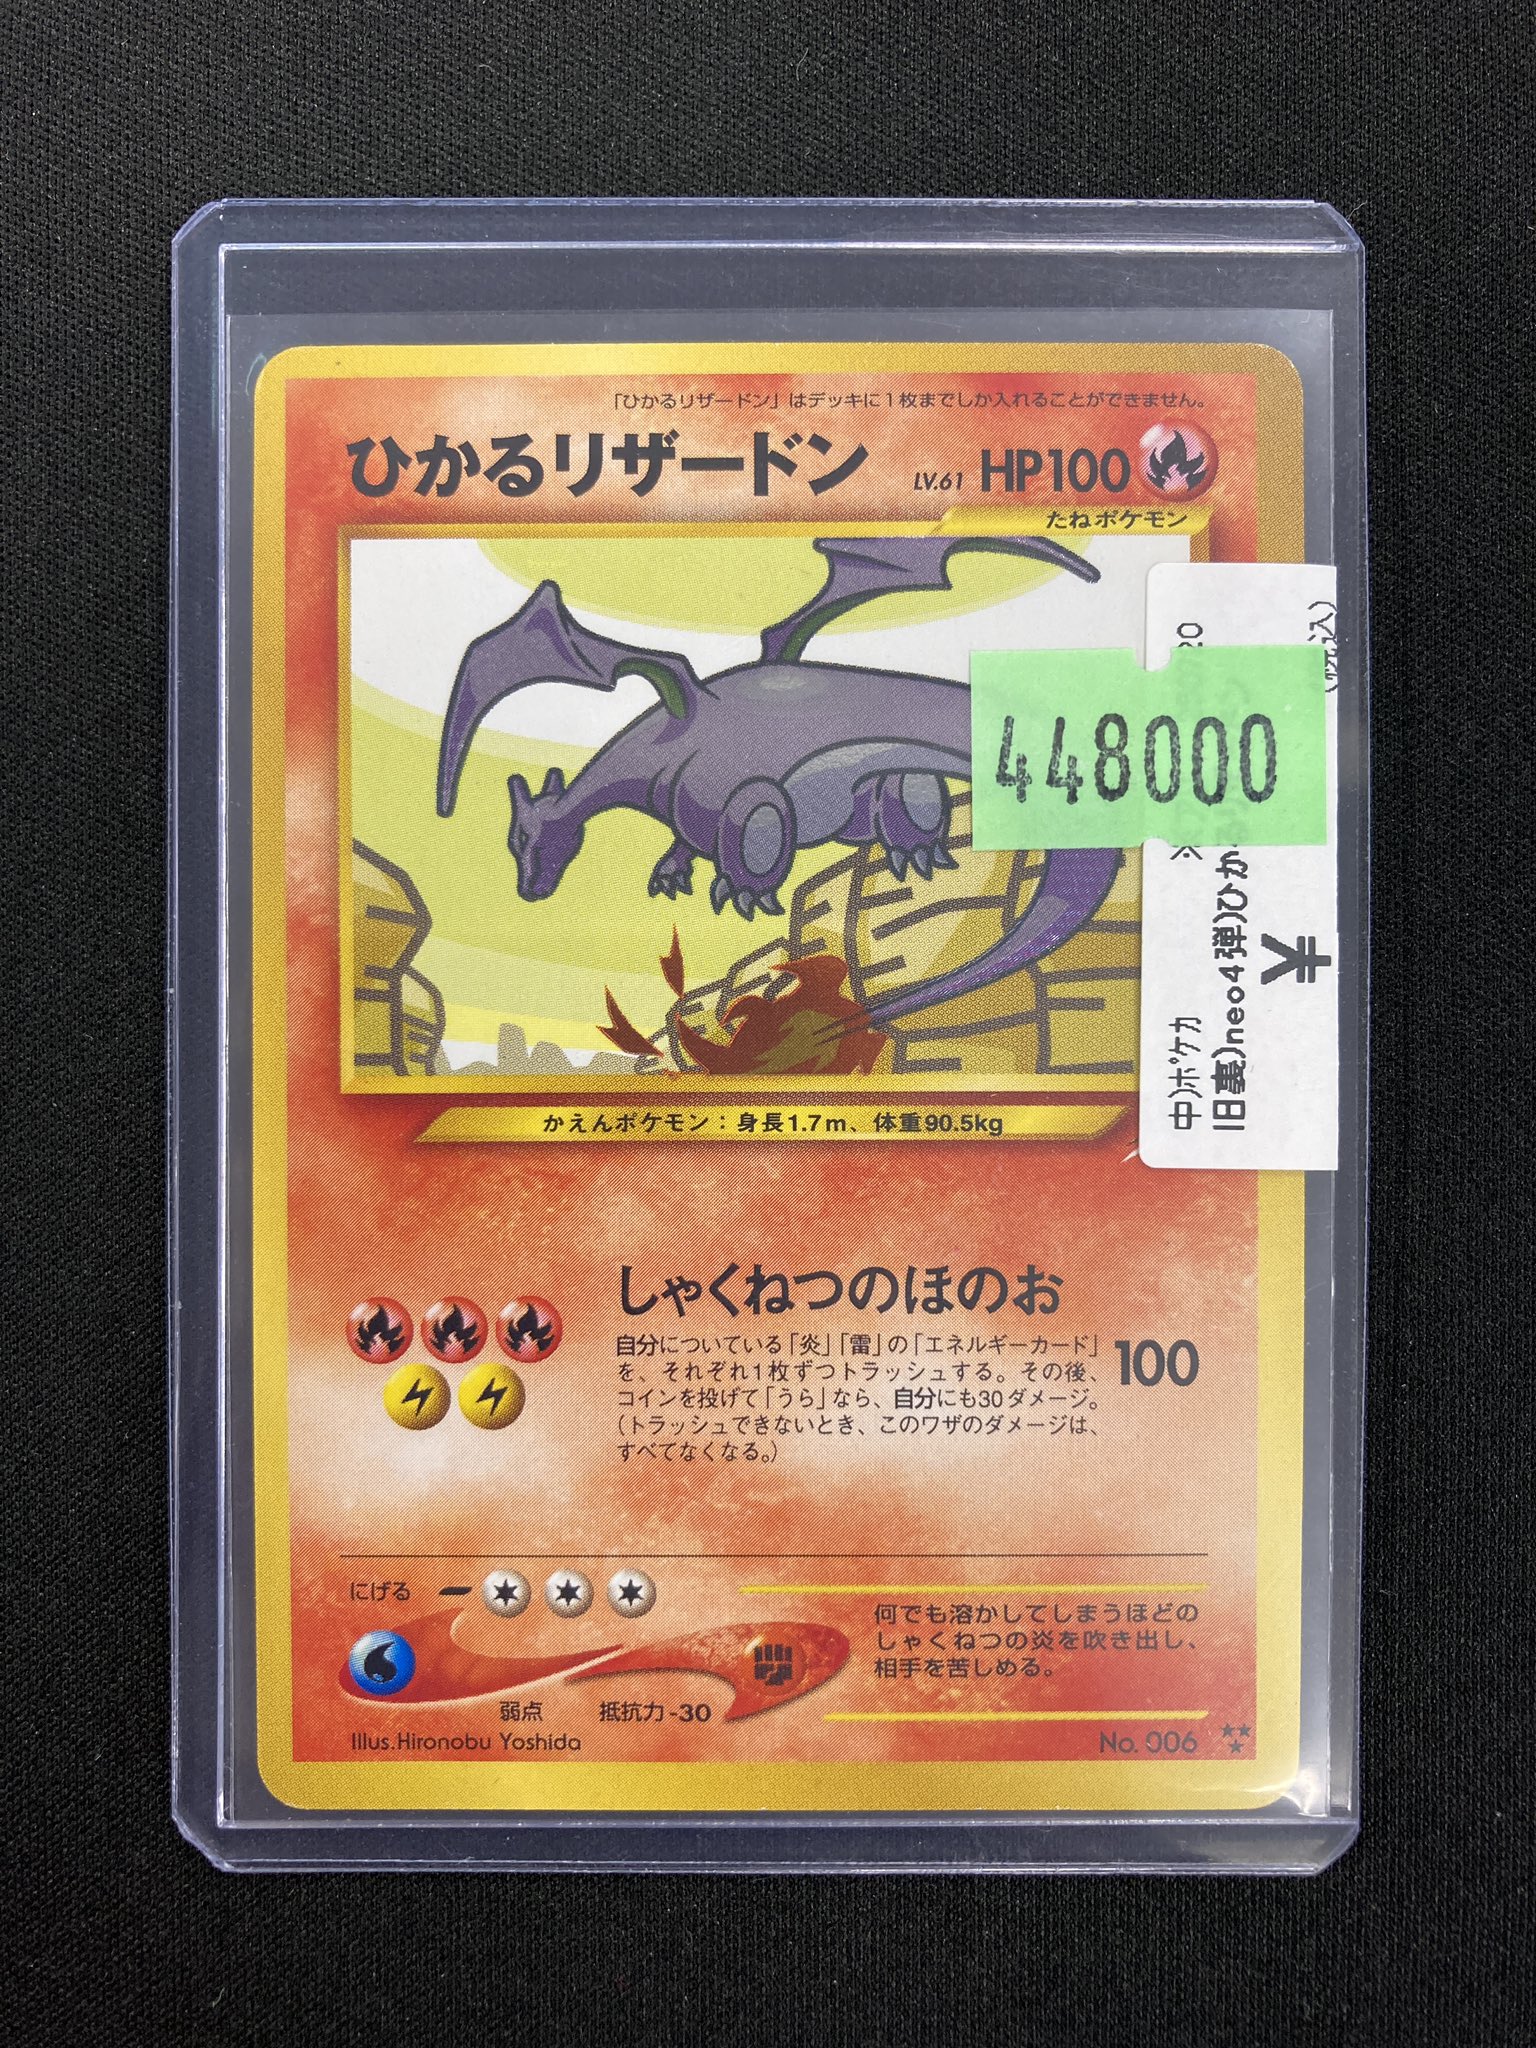 「ひかるリザードン」はデッキに1枚までしか入れることができません。
ひかるリザードン LV.61 HP100
たねポケモン
448000
(税込)
20
中)ポケカ
旧裏)neo4弾)ひか
¥
かえんポケモン：身長1.7m、体重90.5kg
しゃくねつのほのお
自分についている「炎」「雷」の「エネルギーカード」
を、それぞれ1枚ずつトラッシュする。その後、
コインを投げて「うら」なら、自分にも30ダメージ。
(トラッシュできないとき、このワザのダメージは、
すべてなくなる。)
100
にげる
何でも溶かしてしまうほどの
しゃくねつの炎を吹き出し、
相手を苦しめる。
弱点 抵抗力-30
Illus.Hironobu Yoshida
No. 006